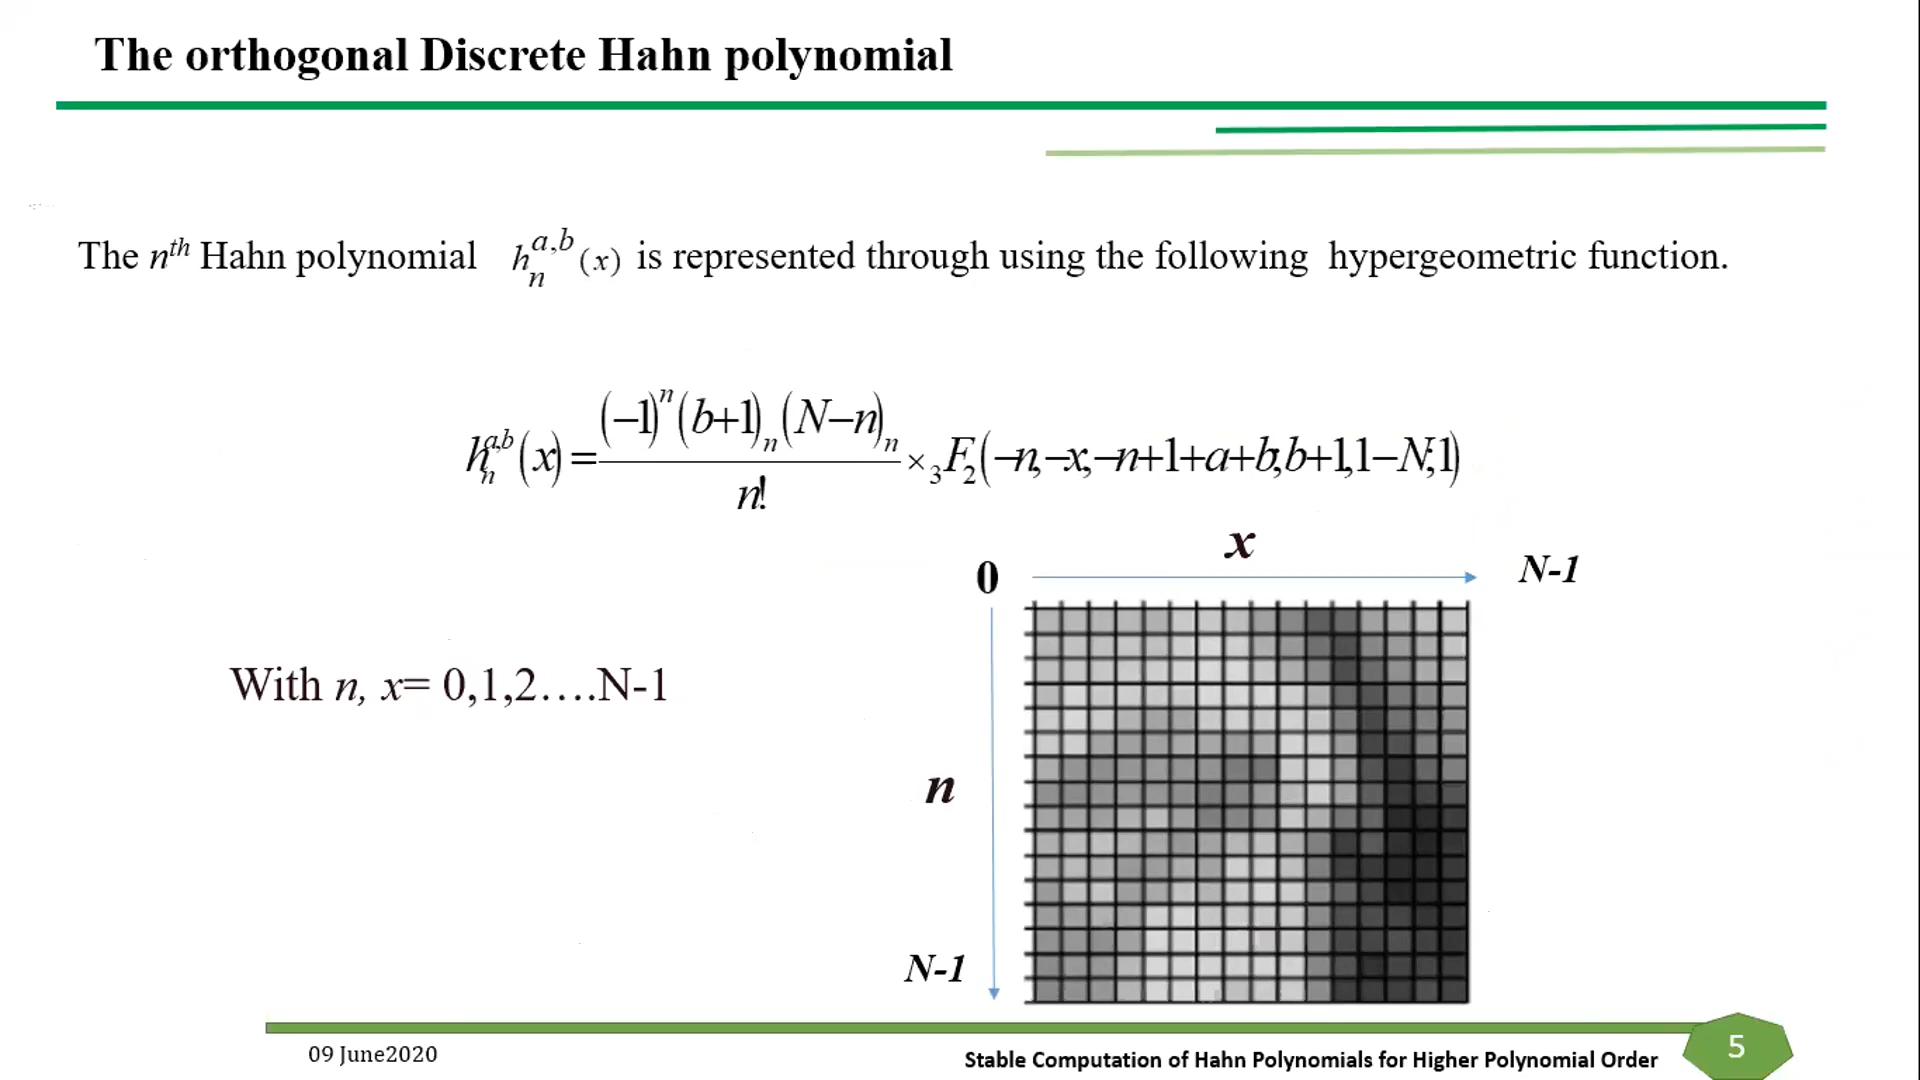 The orthogonal Discrete Hahn polynomial
The nth Hahn polynomial h_n^{a,b}(x) is represented through using the following hypergeometric function.
h_n^{a,b}(x) = \frac{(-1)^n (b+1)_n (N-n)_n}{n!} × _3F_2(-n,-x,-n+1+a+b;b+1,1-N;1)
x
0
N-1
With n, x= 0,1,2….N-1
n
N-1
09 June2020
Stable Computation of Hahn Polynomials for Higher Polynomial Order
5